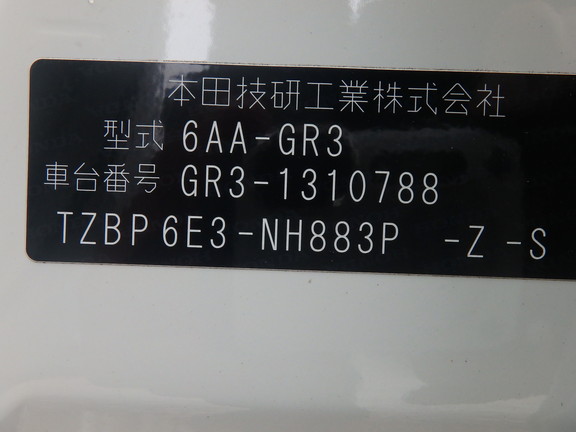 本田技研工業株式会社
型式 6AA-GR3
車台番号 GR3-1310788
TZBP6E3-NH883P -Z -S